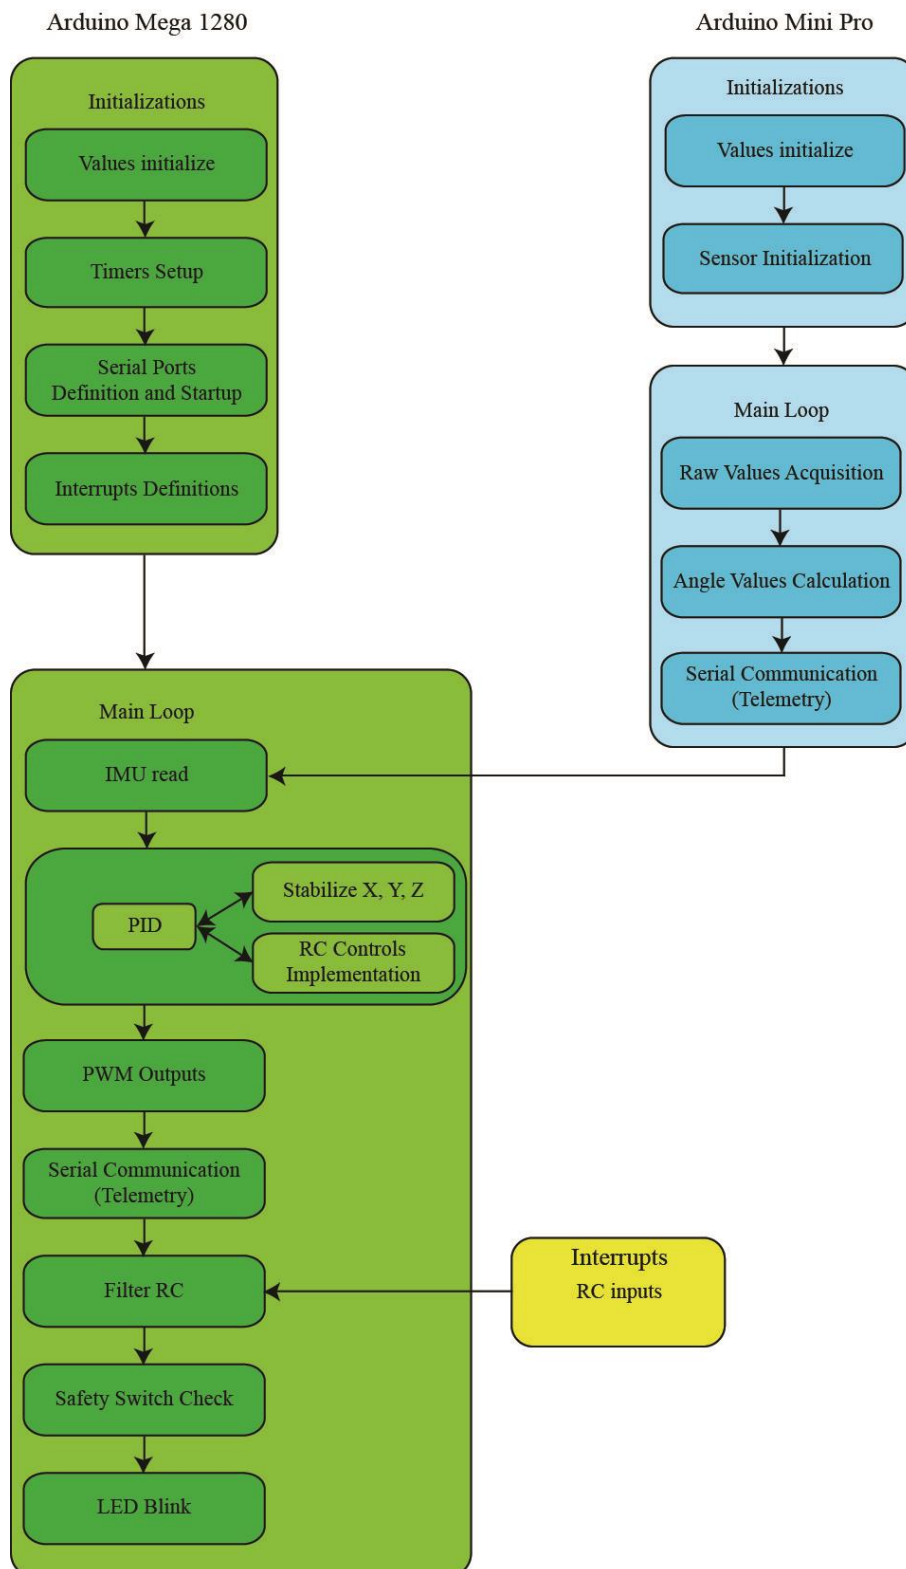 Arduino Mega 1280
Initializations
Values initialize
Timers Setup
Serial Ports
Definition and Startup
Interrupts Definitions
Main Loop
IMU read
PID
Stabilize X, Y, Z
RC Controls
Implementation
PWM Outputs
Serial Communication
(Telemetry)
Filter RC
Safety Switch Check
LED Blink
Arduino Mini Pro
Initializations
Values initialize
Sensor Initialization
Main Loop
Raw Values Acquisition
Angle Values Calculation
Serial Communication
(Telemetry)
Interrupts
RC inputs